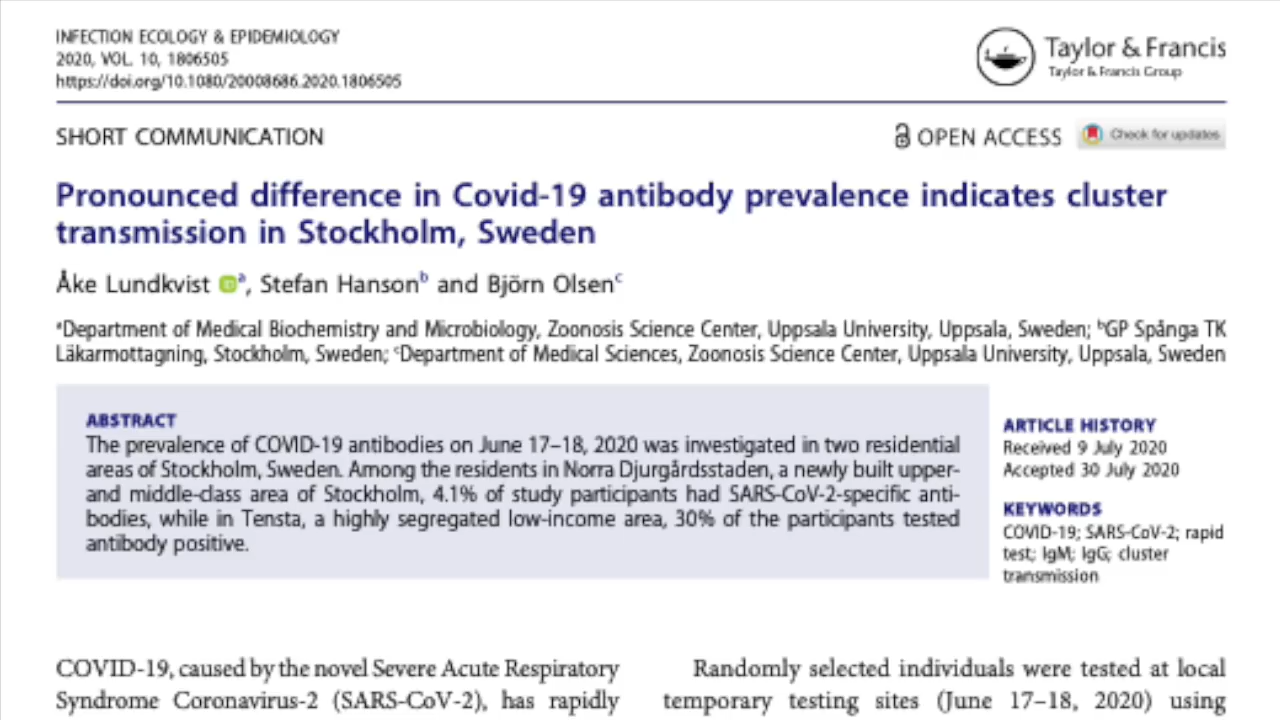 INFECTION ECOLOGY & EPIDEMIOLOGY
2020, VOL. 10, 1806505
https://doi.org/10.1080/20008686.2020.1806505
Taylor & Francis
Taylor & Francis Group
SHORT COMMUNICATION
OPEN ACCESS
Check for updates
Pronounced difference in Covid-19 antibody prevalence indicates cluster
transmission in Stockholm, Sweden
Åke Lundkvist iD a, Stefan Hanson b and Björn Olsen c
aDepartment of Medical Biochemistry and Microbiology, Zoonosis Science Center, Uppsala University, Uppsala, Sweden; bGP Spånga TK
Läkarmottagning, Stockholm, Sweden; cDepartment of Medical Sciences, Zoonosis Science Center, Uppsala University, Uppsala, Sweden
ABSTRACT
The prevalence of COVID-19 antibodies on June 17–18, 2020 was investigated in two residential
areas of Stockholm, Sweden. Among the residents in Norra Djurgårdsstaden, a newly built upper-
and middle-class area of Stockholm, 4.1% of study participants had SARS-CoV-2-specific anti-
bodies, while in Tensta, a highly segregated low-income area, 30% of the participants tested
antibody positive.
ARTICLE HISTORY
Received 9 July 2020
Accepted 30 July 2020
KEYWORDS
COVID-19; SARS-CoV-2; rapid
test; IgM; IgG; cluster
transmission
COVID-19, caused by the novel Severe Acute Respiratory
Syndrome Coronavirus-2 (SARS-CoV-2), has rapidly
Randomly selected individuals were tested at local
temporary testing sites (June 17–18, 2020) using